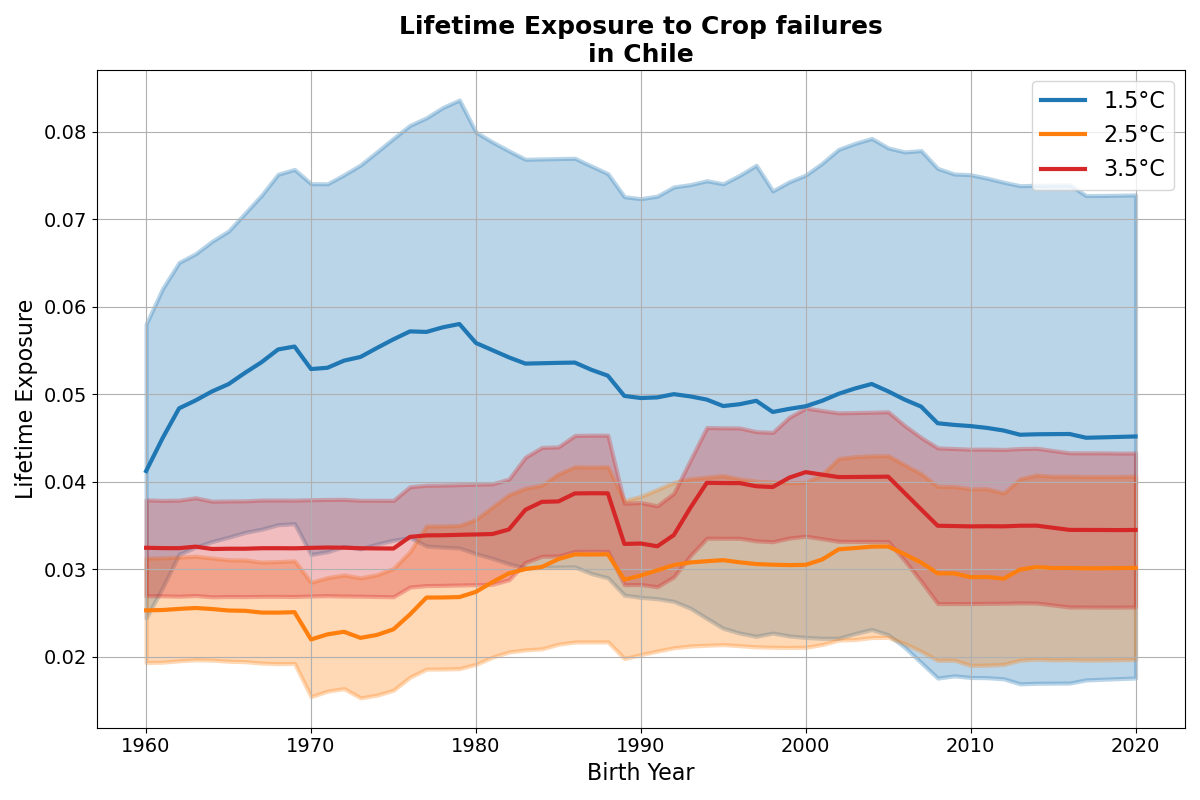 Lifetime Exposure to Crop failures
in Chile
1.5°C
2.5°C
3.5°C
0.08
0.07
0.06
0.05
0.04
0.03
0.02
Lifetime Exposure
1960 1970 1980 1990 2000 2010 2020
Birth Year